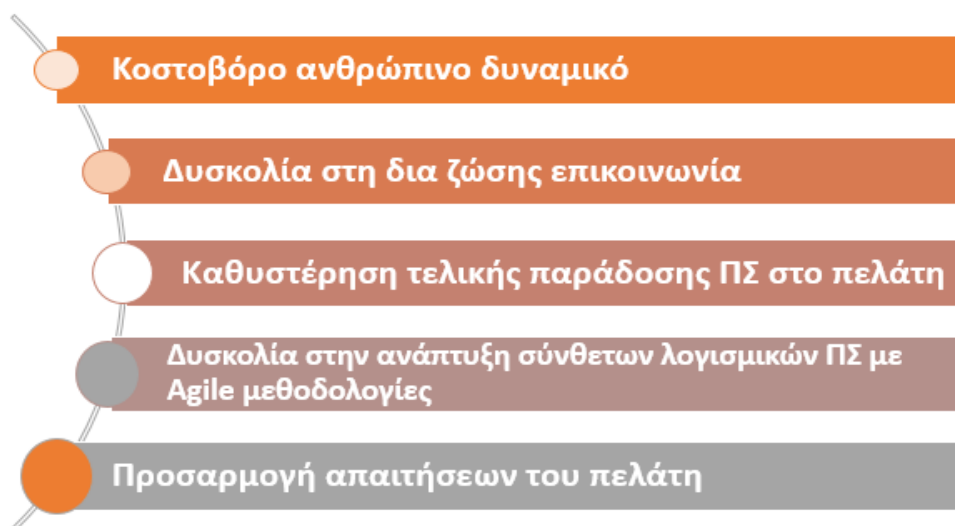 Κοστοβόρο ανθρώπινο δυναμικό
Δυσκολία στη δια ζώσης επικοινωνία
Καθυστέρηση τελικής παράδοσης ΠΣ στο πελάτη
Δυσκολία στην ανάπτυξη σύνθετων λογισμικών ΠΣ με
Agile μεθοδολογίες
Προσαρμογή απαιτήσεων του πελάτη